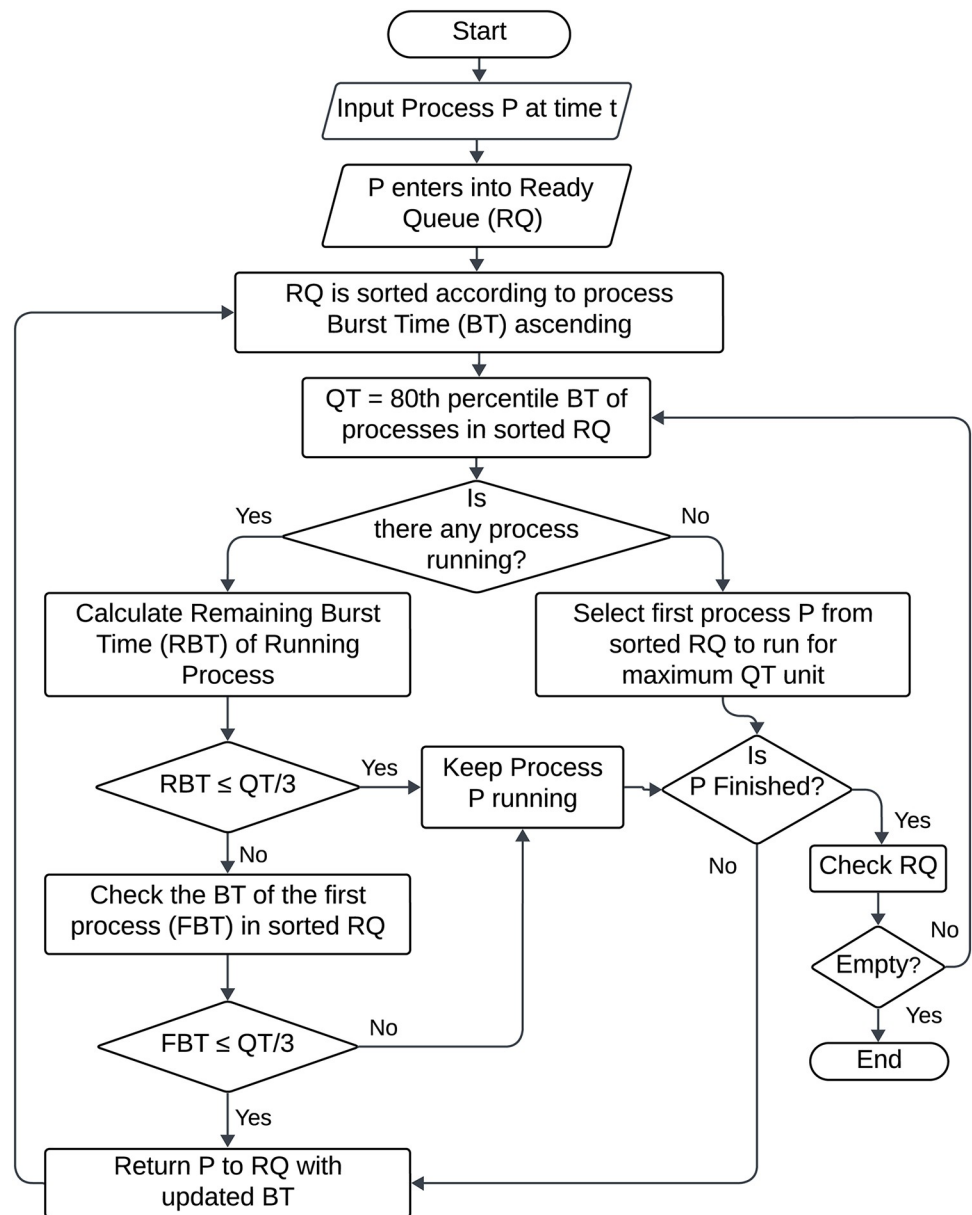 Start
Input Process P at time t
P enters into Ready
Queue (RQ)
RQ is sorted according to process
Burst Time (BT) ascending
QT = 80th percentile BT of
processes in sorted RQ
Is
there any process
running?
Yes
No
Calculate Remaining Burst
Time (RBT) of Running
Process
Select first process P from
sorted RQ to run for
maximum QT unit
RBT ≤ QT/3
Yes
No
Keep Process
P running
Is
P Finished?
Yes
No
Check RQ
Check the BT of the first
process (FBT) in sorted RQ
Empty?
No
Yes
End
FBT ≤ QT/3
No
Yes
Return P to RQ with
updated BT